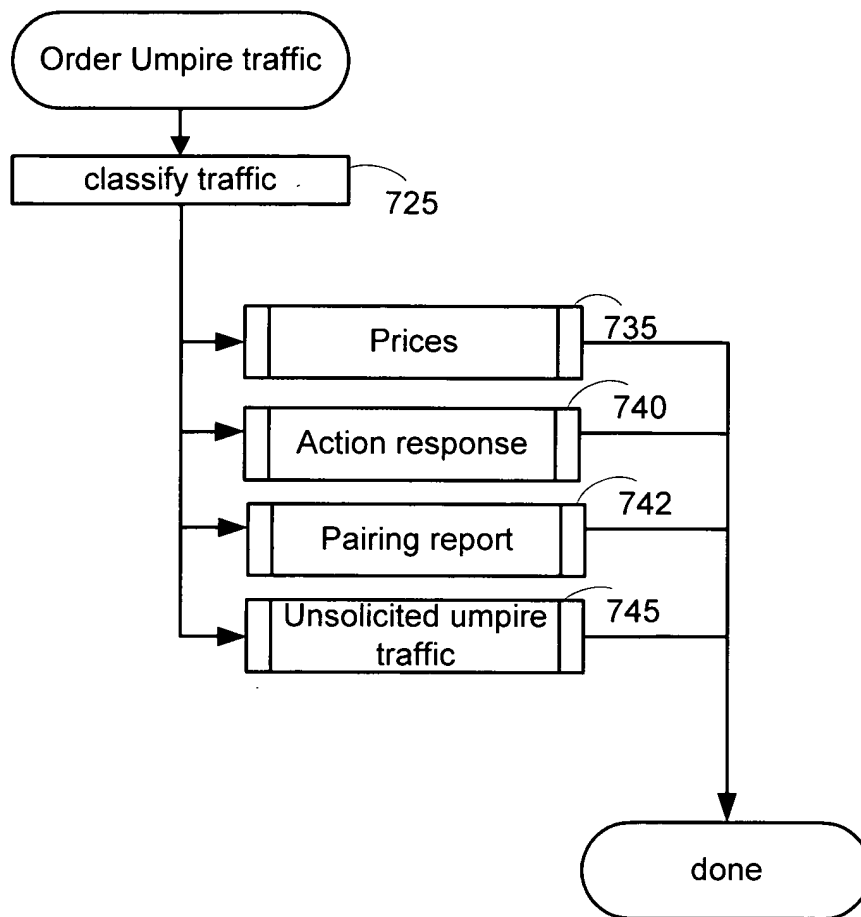 Order Umpire traffic
classify traffic
725
Prices
735
Action response
740
Pairing report
742
Unsolicited umpire
traffic
745
done